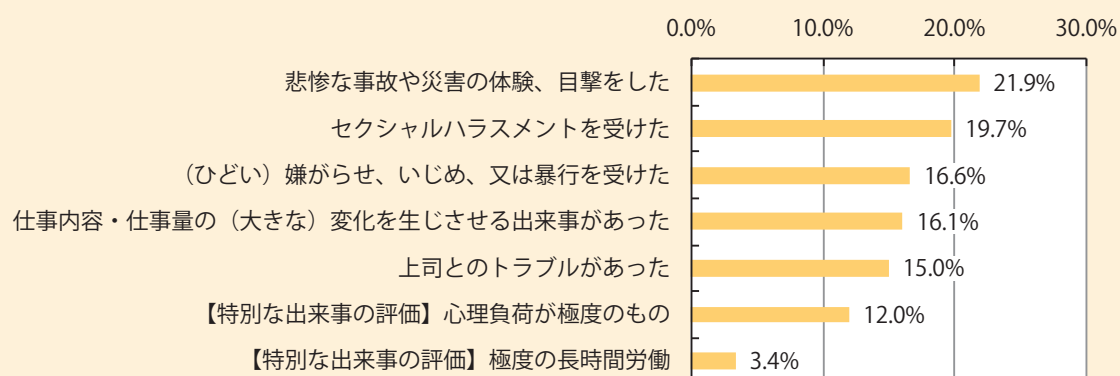 0.0% 10.0% 20.0% 30.0%
悲惨な事故や災害の体験、目撃をした 21.9%
セクシャルハラスメントを受けた 19.7%
（ひどい）嫌がらせ、いじめ、又は暴行を受けた 16.6%
仕事内容・仕事量の（大きな）変化を生じさせる出来事があった 16.1%
上司とのトラブルがあった 15.0%
【特別な出来事の評価】心理負荷が極度のもの 12.0%
【特別な出来事の評価】極度の長時間労働 3.4%